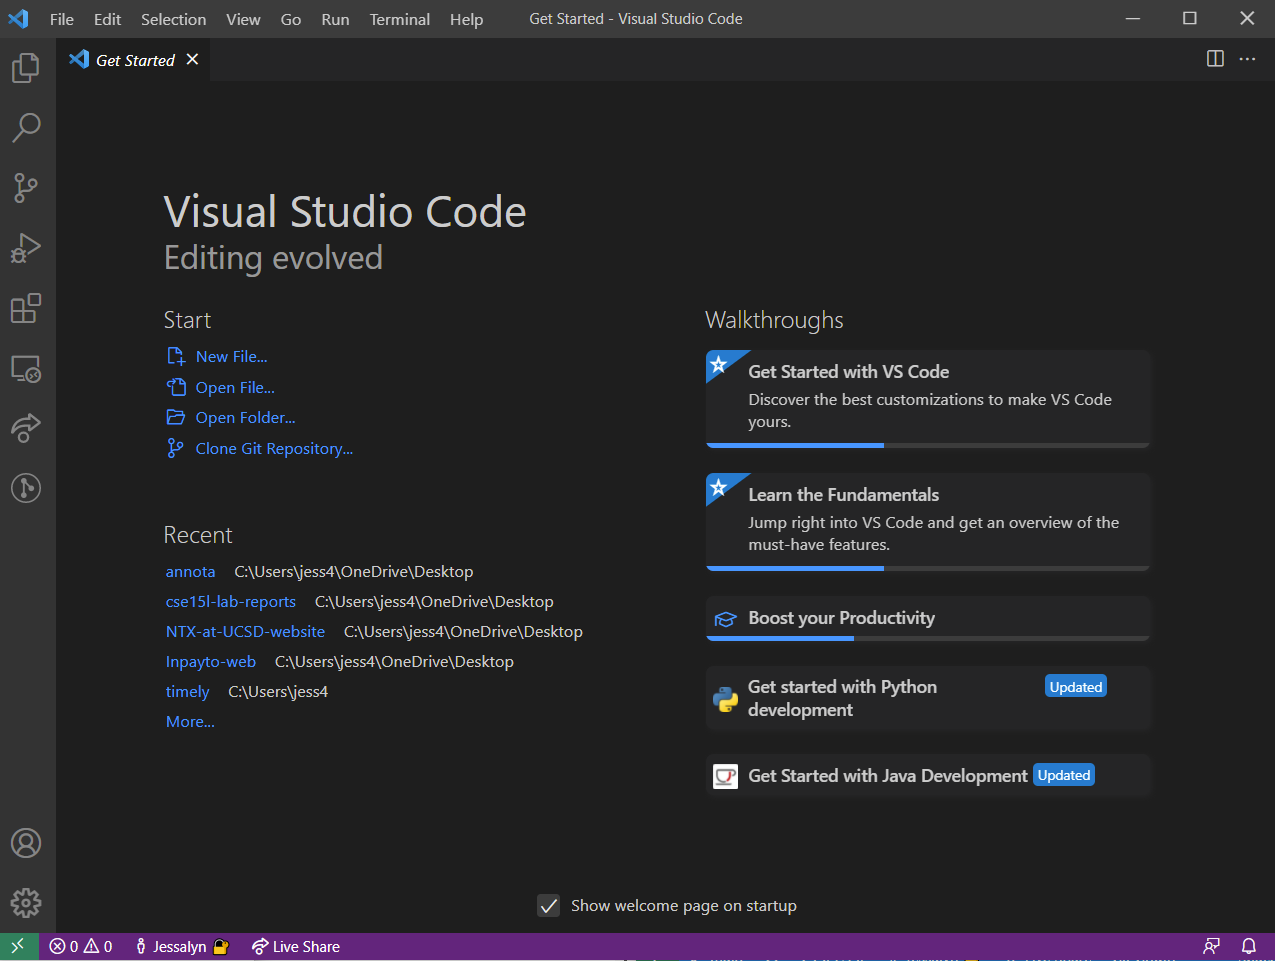 File Edit Selection View Go Run Terminal Help Get Started - Visual Studio Code
Get Started
Visual Studio Code
Editing evolved
Start
New File...
Open File...
Open Folder...
Clone Git Repository...
Recent
annota C:\Users\jess4\OneDrive\Desktop
cse15l-lab-reports C:\Users\jess4\OneDrive\Desktop
NTX-at-UCSD-website C:\Users\jess4\OneDrive\Desktop
Inpayto-web C:\Users\jess4\OneDrive\Desktop
timely C:\Users\jess4
More...
Walkthroughs
Get Started with VS Code
Discover the best customizations to make VS Code
yours.
Learn the Fundamentals
Jump right into VS Code and get an overview of the
must-have features.
Boost your Productivity
Get started with Python Updated
development
Get Started with Java Development Updated
Show welcome page on startup
0 0 Jessalyn Live Share